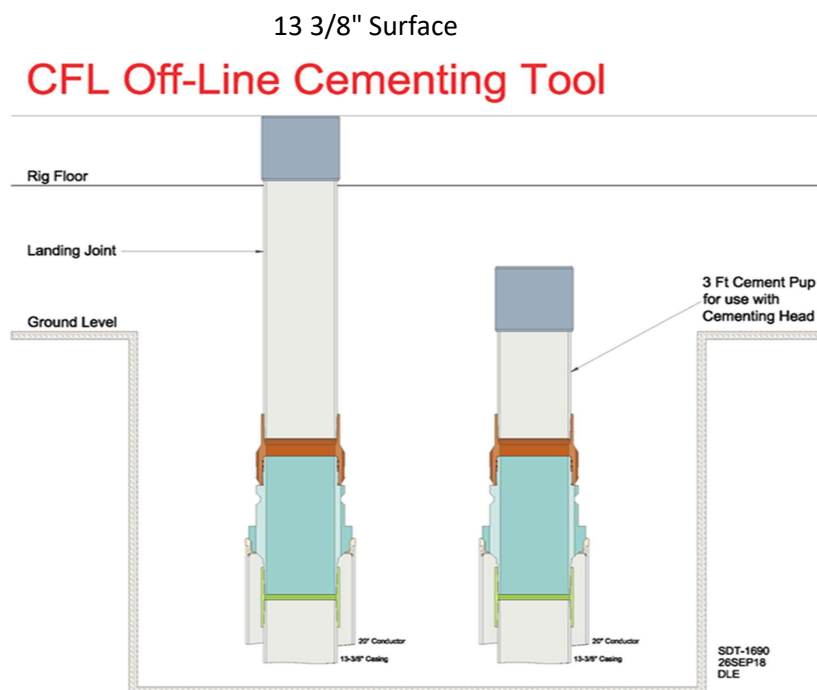 13 3/8" Surface
CFL Off-Line Cementing Tool
Rig Floor
Landing Joint
3 Ft Cement Pup
for use with
Cementing Head
Ground Level
20" Conductor
13-3/8" Casing
20" Conductor
13-3/8" Casing
SDT-1690
26SEP18
DLE